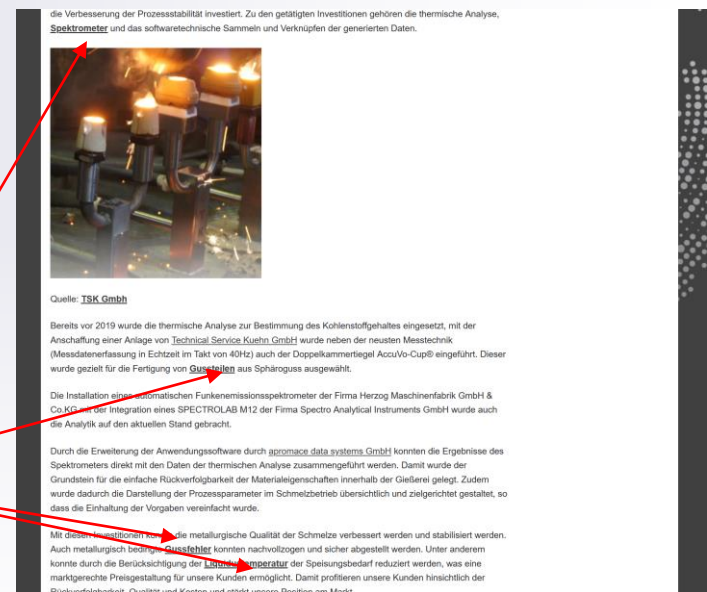 die Verbesserung der Prozessstabilität investiert. Zu den getätigten Investitionen gehören die thermische Analyse,
Spektrometer und das softwaretechnische Sammeln und Verknüpfen der generierten Daten.
Quelle: TSK Gmbh
Bereits vor 2019 wurde die thermische Analyse zur Bestimmung des Kohlenstoffgehaltes eingesetzt, mit der
Anschaffung einer Anlage von Technical Service Kuehn GmbH wurde neben der neusten Messtechnik
(Messdatenerfassung in Echtzeit im Takt von 40Hz) auch der Doppelkammertiegel AccuVo-Cup® eingeführt. Dieser
wurde gezielt für die Fertigung von Gussteilen aus Sphäroguss ausgewählt.
Die Installation eines automatischen Funkenemissionsspektrometer der Firma Herzog Maschinenfabrik GmbH &
Co.KG mit der Integration eines SPECTROLAB M12 der Firma Spectro Analytical Instruments GmbH wurde auch
die Analytik auf den aktuellen Stand gebracht.
Durch die Erweiterung der Anwendungssoftware durch apromace data systems GmbH konnten die Ergebnisse des
Spektrometers direkt mit den Daten der thermischen Analyse zusammengeführt werden. Damit wurde der
Grundstein für die einfache Rückverfolgbarkeit der Materialeigenschaften innerhalb der Gießerei gelegt. Zudem
wurde dadurch die Darstellung der Prozessparameter im Schmelzbetrieb übersichtlich und zielgerichtet gestaltet, so
dass die Einhaltung der Vorgaben vereinfacht wurde.
Mit diesen Investitionen die metallurgische Qualität der Schmelze verbessert werden und stabilisiert werden.
Auch metallurgisch bedingte Gussfehler konnten nachvollzogen und sicher abgestellt werden. Unter anderem
konnte durch die Berücksichtigung der Liquidustemperatur der Speisungsbedarf reduziert werden, was eine
marktgerechte Preisgestaltung für unsere Kunden ermöglicht. Damit profitieren unsere Kunden hinsichtlich der
Rückverfolgbarkeit, Qualität und Kosten und stärkt unsere Position am Markt.